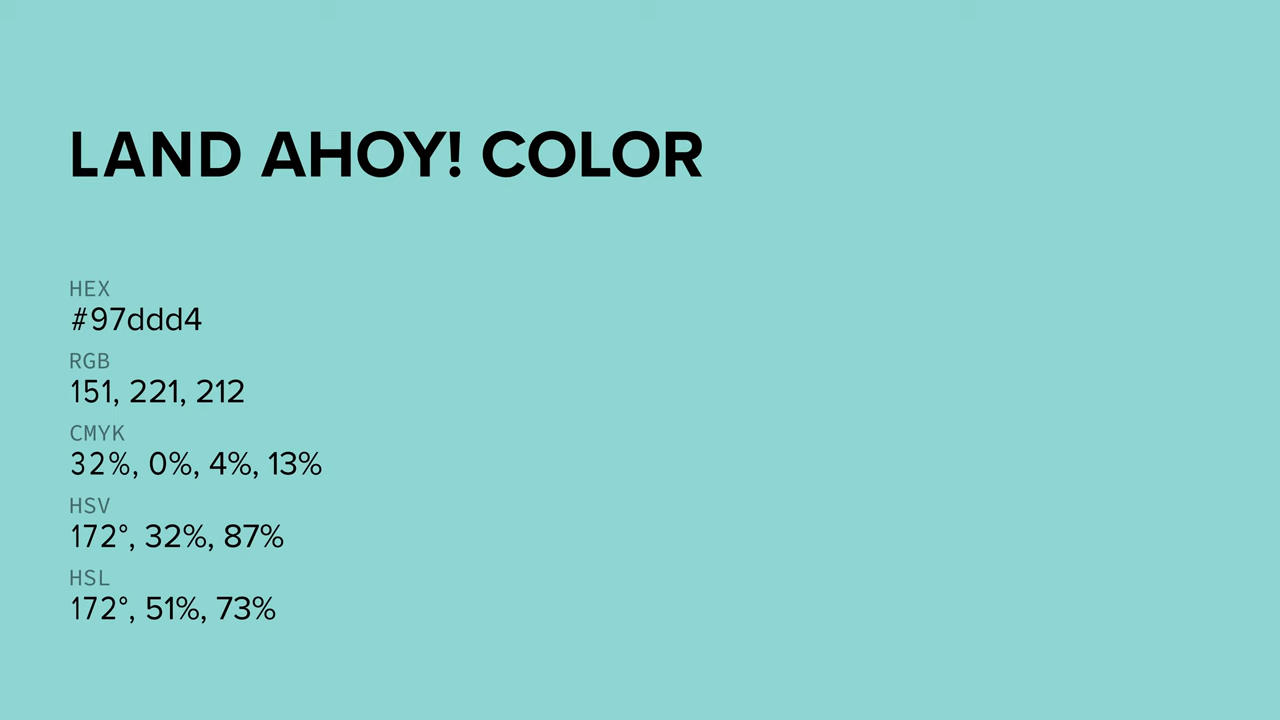 LAND AHOY! COLOR
HEX
#97ddd4
RGB
151, 221, 212
CMYK
32%, 0%, 4%, 13%
HSV
172°, 32%, 87%
HSL
172°, 51%, 73%